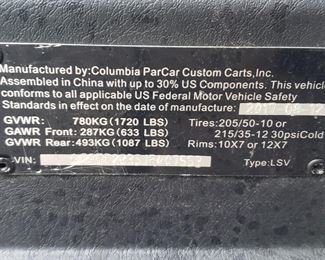 Manufactured by:Columbia ParCar Custom Carts,Inc.
Assembled in China with up to 30% US Components. This vehicle
conforms to all applicable US Federal Motor Vehicle Safety
Standards in effect on the date of manufacture:
GVWR: 780KG(1720 LBS) Tires:205/50-10 or
GAWR Front: 287KG(633 LBS) 215/35-12 30psiCold
GVWR Rear:493KG(1087 LBS) Rims:10X7 or 12X7
VIN: Type:LSV